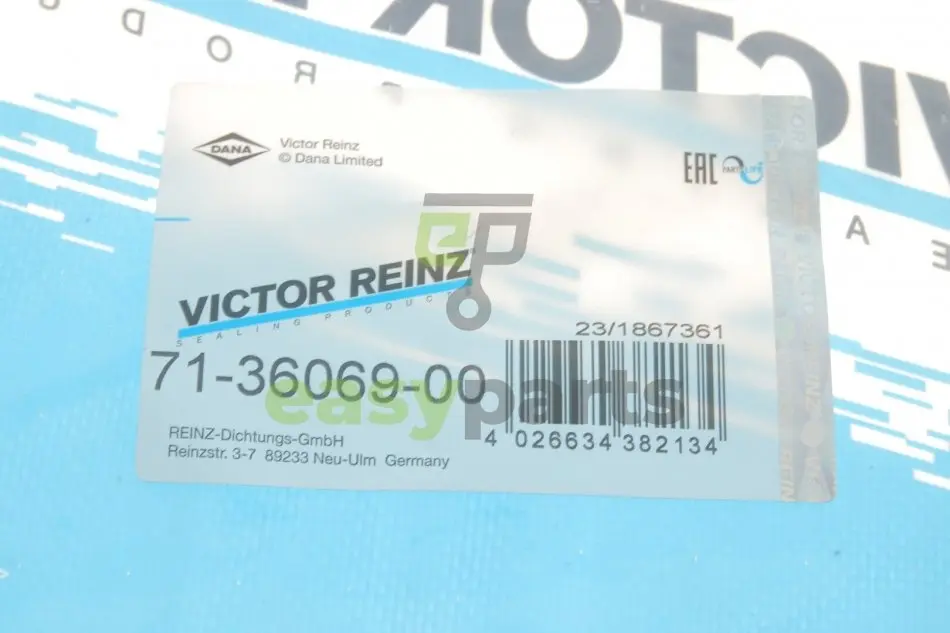 VICTOR R
DANA
Victor Reinz
© Dana Limited
EAC
VICTOR REINZ
SEALING PRODUCTS
23/1867361
71-36069-00
easyparts
4 026634 382134
REINZ-Dichtungs-GmbH
Reinzstr. 3-7 89233 Neu-Ulm Germany